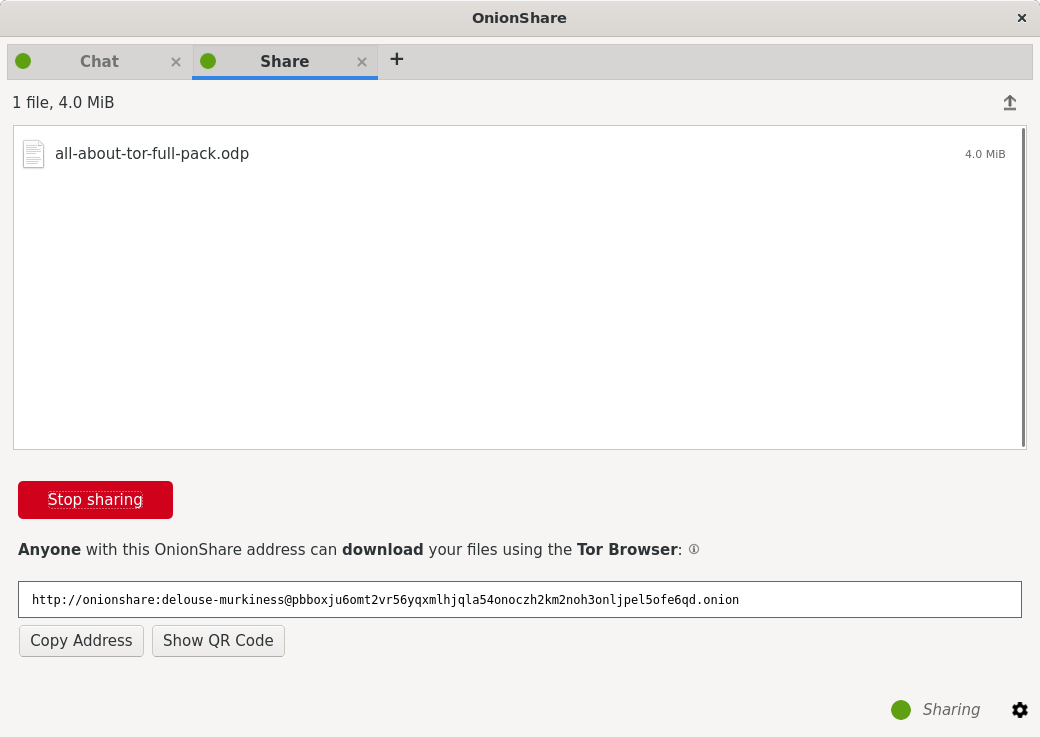 OnionShare
Chat Share
1 file, 4.0 MiB
all-about-tor-full-pack.odp 4.0 MiB
Stop sharing
Anyone with this OnionShare address can download your files using the Tor Browser:
http://onionshare:delouse-murkiness@pbboxju6omt2vr56yqxmlhjqla54onoczh2km2noh3onljpel5ofe6qd.onion
Copy Address Show QR Code
Sharing